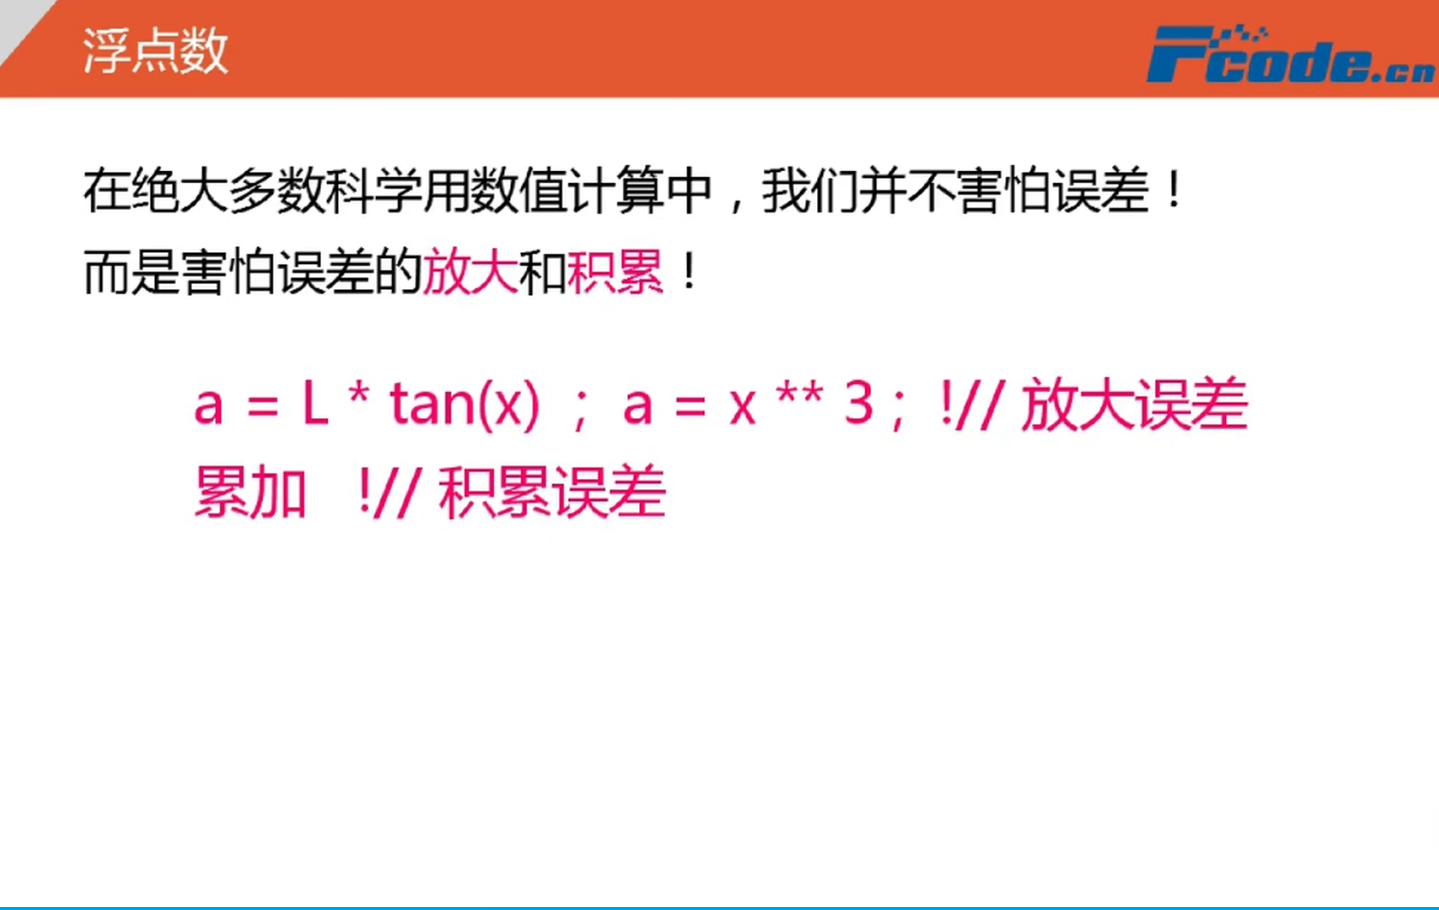 浮点数
Fcode.cn
在绝大多数科学用数值计算中，我们并不害怕误差！
而是害怕误差的放大和积累！
a = L * tan(x) ; a = x ** 3 ; !// 放大误差
累加 !// 积累误差